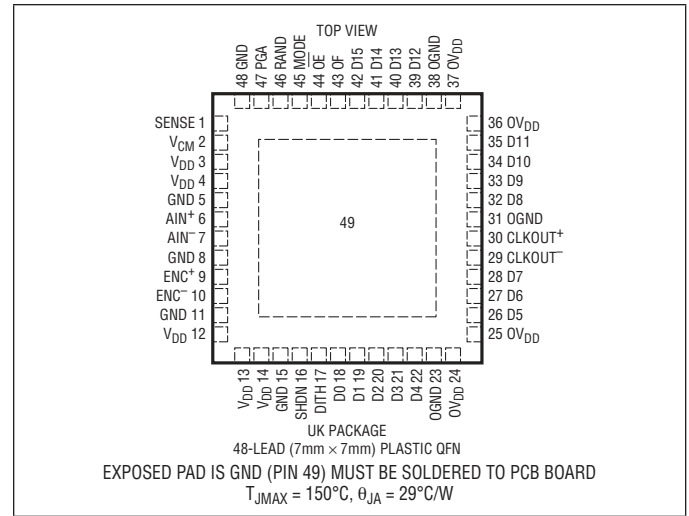 TOP VIEW
48 GND
47 PGA
46 RAND
45 MODE
44 OE
43 OF
42 D15
41 D14
40 D13
39 D12
38 OGND
37 OVDD
SENSE 1
VCM 2
VDD 3
VDD 4
GND 5
AIN+ 6
AIN– 7
GND 8
ENC+ 9
ENC– 10
GND 11
VDD 12
49
36 OVDD
35 D11
34 D10
33 D9
32 D8
31 OGND
30 CLKOUT+
29 CLKOUT–
28 D7
27 D6
26 D5
25 OVDD
VDD 13
VDD 14
GND 15
SHDN 16
DITH 17
D0 18
D1 19
D2 20
D3 21
D4 22
OGND 23
OVDD 24
UK PACKAGE
48-LEAD (7mm × 7mm) PLASTIC QFN
EXPOSED PAD IS GND (PIN 49) MUST BE SOLDERED TO PCB BOARD
TJMAX = 150°C, θJA = 29°C/W